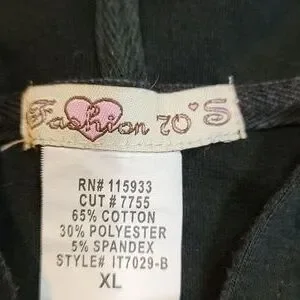 Fashion 70'S
RN# 115933
CUT # 7755
65% COTTON
30% POLYESTER
5% SPANDEX
STYLE# IT7029-B
XL